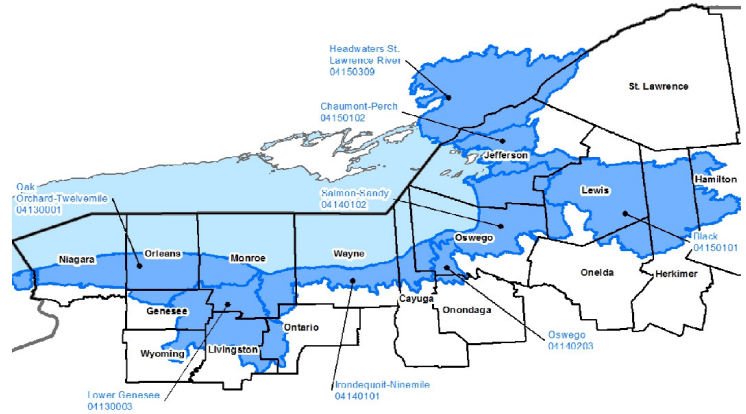 Headwaters St.
Lawrence River
04150309
St. Lawrence
Chaumont-Perch
04150102
Jefferson
Oak
Orchard-Twelvemile
04130001
Salmon-Sandy
04140102
Lewis
Hamilton
Black
04150101
Niagara
Orleans
Monroe
Wayne
Oswego
Oneida
Herkimer
Genesee
Ontario
Cayuga
Onondaga
Wyoming
Livingston
Oswego
04140203
Lower Genesee
04130003
Irondequoit-Ninemile
04140101